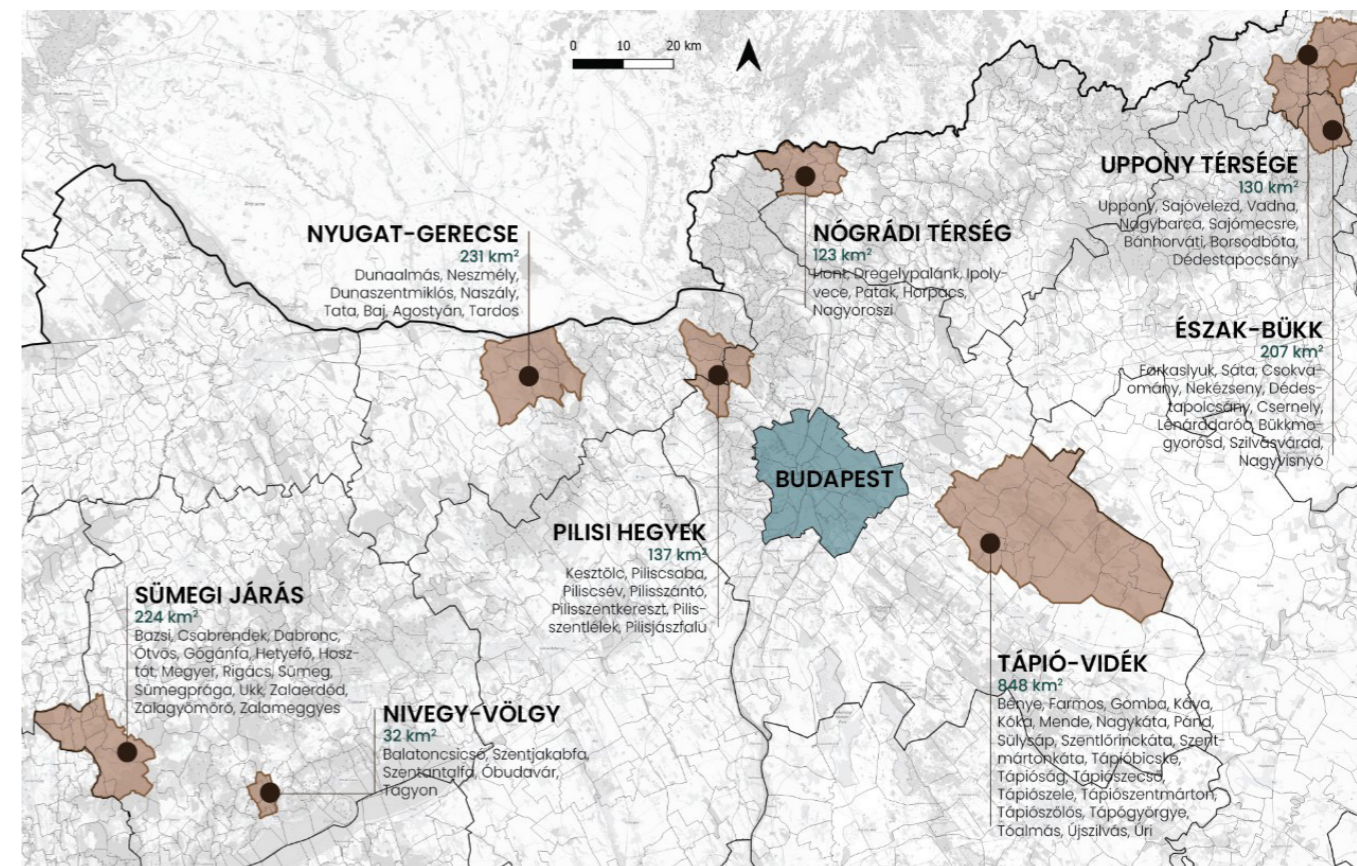 0 10 20 km
UPPONY TÉRSÉGE
130 km²
Uppony, Sajóvelezd, Vadna,
Nagybarca, Sajómecsre,
Bánhorváti, Borsodbóta,
Dédestapocsány
NYUGAT-GERECSE
231 km²
Dunaalmás, Neszmély,
Dunaszentmiklós, Naszály,
Tata, Baj, Agostyán, Tardos
NÓGRÁDI TÉRSÉG
123 km²
Hont, Dregelypalánk, Ipoly-
vece, Patak, Horpács,
Nagyoroszi
ÉSZAK-BÜKK
207 km²
Farkaslyuk, Sáta, Csokva-
omány, Nekézseny, Dédes-
tapolcsány, Csernely,
Lénárddaróc, Bükkmo-
gyorósd, Szilvásvárad,
Nagyvisnyó
BUDAPEST
PILISI HEGYEK
137 km²
Kesztölc, Piliscsaba,
Piliscsév, Pilisszántó,
Pilisszentkereszt, Pilis-
szentlélek, Pilisjászfalu
SÜMEGI JÁRÁS
224 km²
Bazsi, Csabrendek, Dabronc,
Ötvös, Gógánfa, Hetyefő, Hosz-
tót, Megyer, Rigács, Sümeg,
Sümegprága, Ukk, Zalaerdőd,
Zalagyömörő, Zalameggyes
NIVEGY-VÖLGY
32 km²
Balatoncsicsó, Szentjakabfa,
Szentantalfa, Óbudavár,
Tagyon
TÁPIÓ-VIDÉK
848 km²
Bénye, Farmos, Gomba, Káva,
Kóka, Mende, Nagykáta, Pánd,
Sülysáp, Szentlőrinckáta, Szent-
mártonkáta, Tápióbicske,
Tápióság, Tápiószecső,
Tápiószele, Tápiószentmárton,
Tápiószőlős, Tápógyörgye,
Tóalmás, Újszilvás, Úri